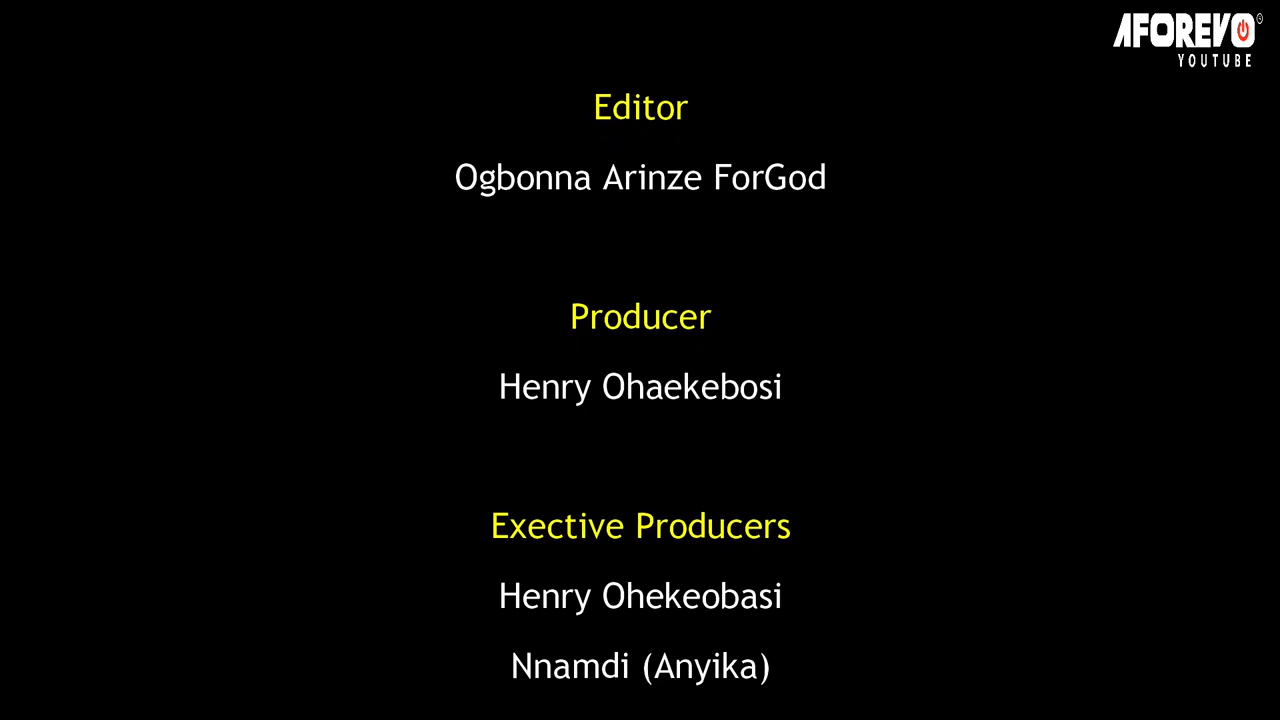 AFOREVO
YOUTUBE
Editor
Ogbonna Arinze ForGod
Producer
Henry Ohaekebosi
Exective Producers
Henry Ohekeobasi
Nnamdi (Anyika)